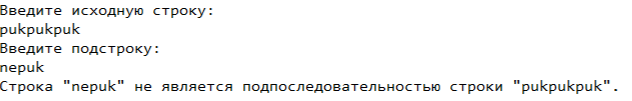 Введите исходную строку:
pukpukpuk
Введите подстроку:
nepuk
Строка "nepuk" не является подпоследовательностью строки "pukpukpuk".